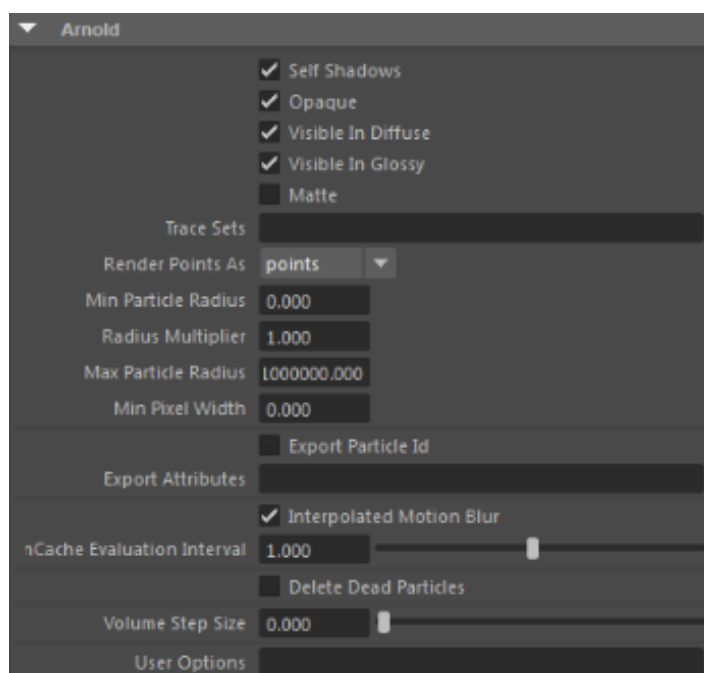 Arnold
Self Shadows
Opaque
Visible In Diffuse
Visible In Glossy
Matte
Trace Sets
Render Points As points
Min Particle Radius 0.000
Radius Multiplier 1.000
Max Particle Radius 1000000.000
Min Pixel Width 0.000
Export Particle Id
Export Attributes
Interpolated Motion Blur
nCache Evaluation Interval 1.000
Delete Dead Particles
Volume Step Size 0.000
User Options